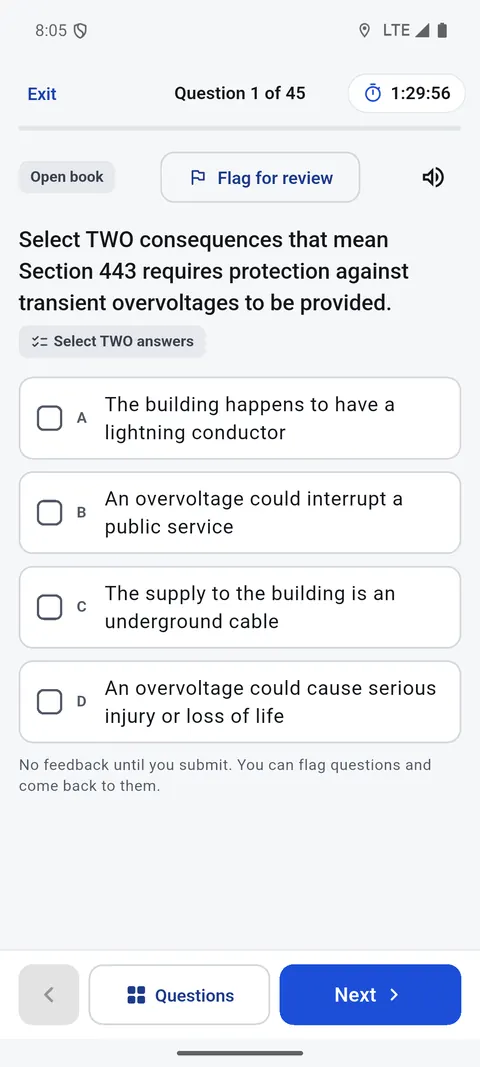 8:05 LTE
Exit Question 1 of 45 1:29:56
Open book Flag for review
Select TWO consequences that mean
Section 443 requires protection against
transient overvoltages to be provided.
Select TWO answers
A The building happens to have a
lightning conductor
B An overvoltage could interrupt a
public service
C The supply to the building is an
underground cable
D An overvoltage could cause serious
injury or loss of life
No feedback until you submit. You can flag questions and
come back to them.
Questions Next